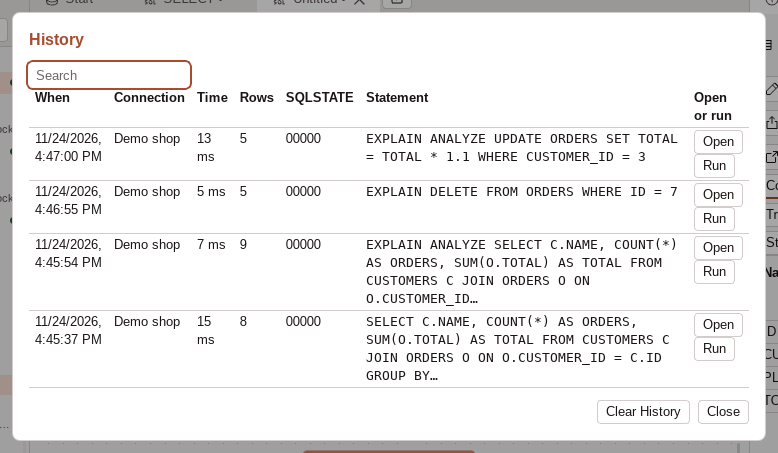 Start
SELECT
Untitled
History
Search
When Connection Time Rows SQLSTATE Statement Open
or run
11/24/2026, Demo shop 13 5 00000 EXPLAIN ANALYZE UPDATE ORDERS SET TOTAL Open
4:47:00 PM ms = TOTAL * 1.1 WHERE CUSTOMER_ID = 3 Run
11/24/2026, Demo shop 5 ms 5 00000 EXPLAIN DELETE FROM ORDERS WHERE ID = 7 Open
4:46:55 PM Run
11/24/2026, Demo shop 7 ms 9 00000 EXPLAIN ANALYZE SELECT C.NAME, COUNT(*) Open
4:45:54 PM AS ORDERS, SUM(O.TOTAL) AS TOTAL FROM Run
CUSTOMERS C JOIN ORDERS O ON
O.CUSTOMER_ID…
11/24/2026, Demo shop 15 8 00000 SELECT C.NAME, COUNT(*) AS ORDERS, Open
4:45:37 PM ms SUM(O.TOTAL) AS TOTAL FROM CUSTOMERS C Run
JOIN ORDERS O ON O.CUSTOMER_ID = C.ID
GROUP BY…
Clear History Close